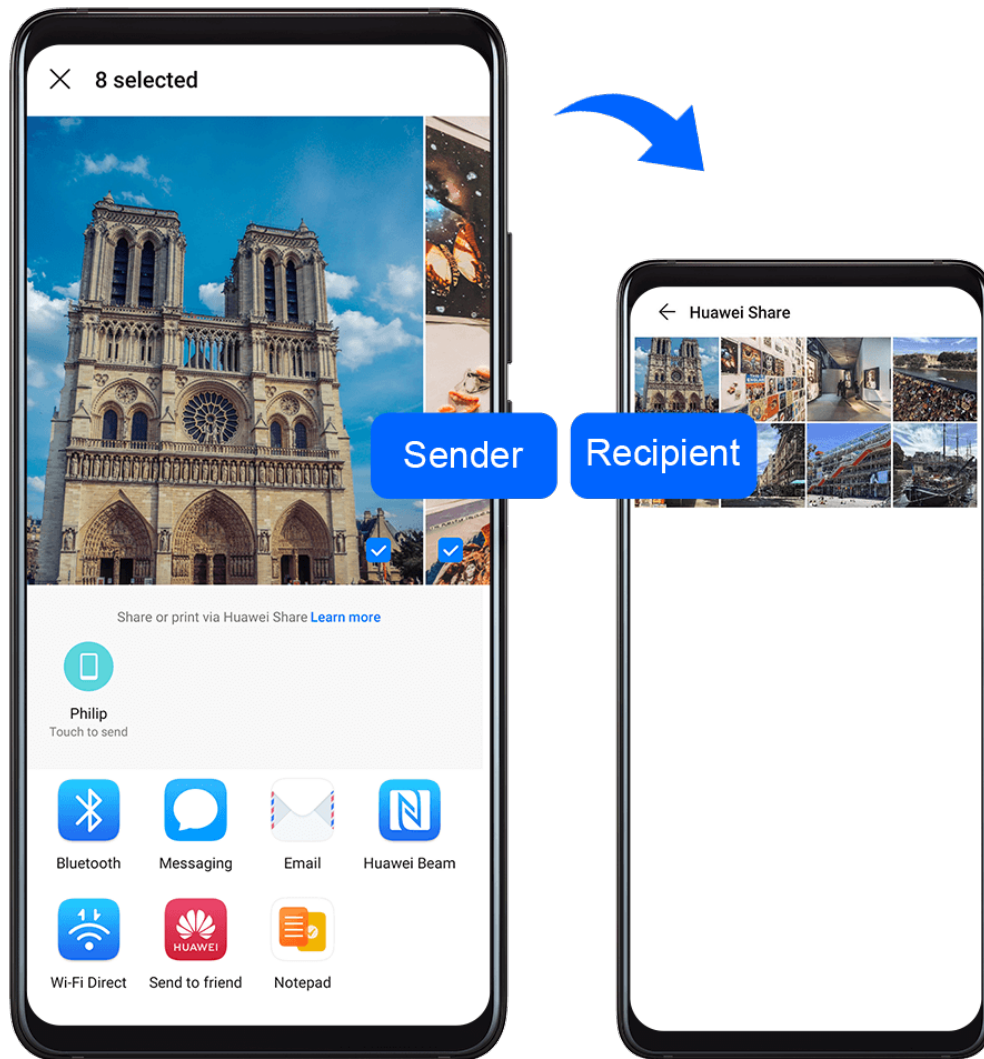 8 selected
Share or print via Huawei Share Learn more
Philip
Touch to send
Bluetooth
Messaging
Email
Huawei Beam
Wi-Fi Direct
HUAWEI
Send to friend
Notepad
Sender
Recipient
Huawei Share